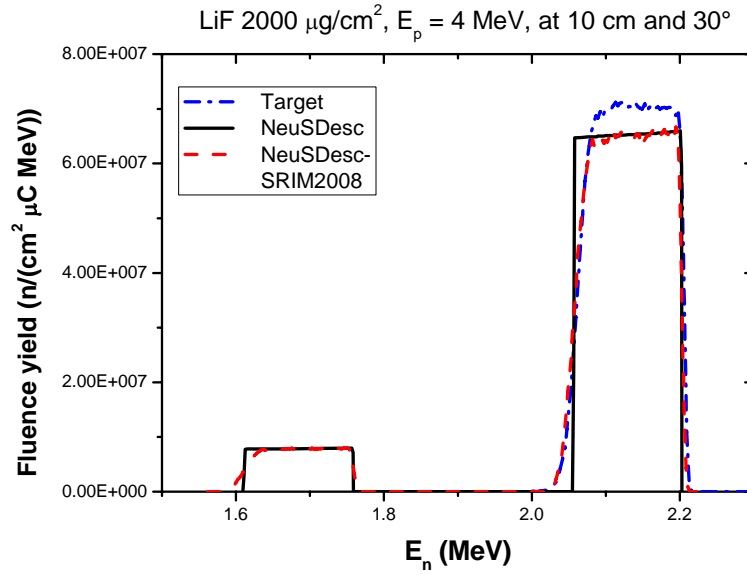 LiF 2000 μg/cm², Eₚ = 4 MeV, at 10 cm and 30°
8.00E+007
6.00E+007
4.00E+007
2.00E+007
0.00E+000
Fluence yield (n/(cm² μC MeV))
Target
NeuSDesc
NeuSDesc-
SRIM2008
1.6 1.8 2.0 2.2
Eₙ (MeV)